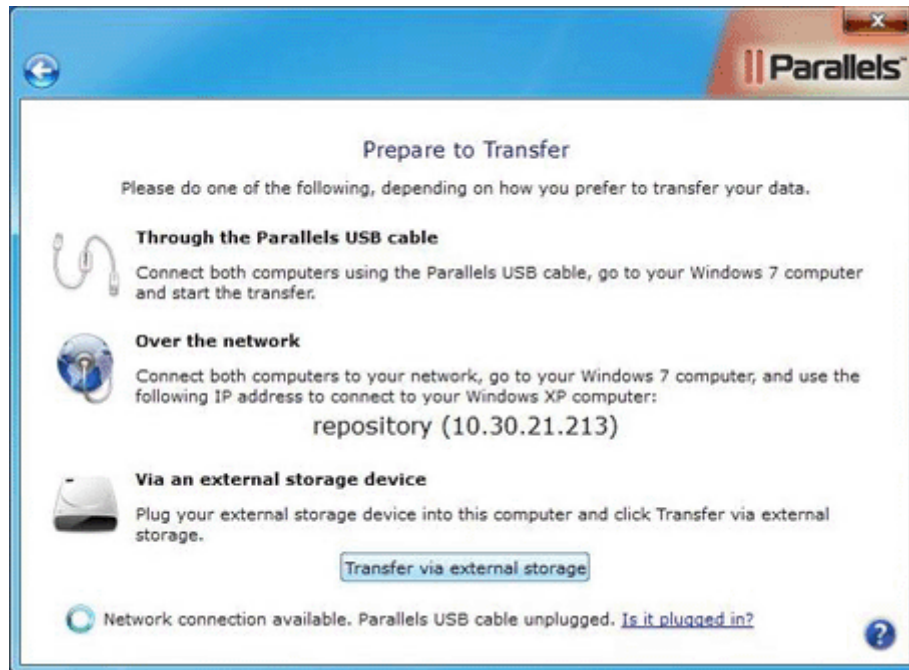 Parallels™
Prepare to Transfer
Please do one of the following, depending on how you prefer to transfer your data.
Through the Parallels USB cable
Connect both computers using the Parallels USB cable, go to your Windows 7 computer
and start the transfer.
Over the network
Connect both computers to your network, go to your Windows 7 computer, and use the
following IP address to connect to your Windows XP computer:
repository (10.30.21.213)
Via an external storage device
Plug your external storage device into this computer and click Transfer via external
storage.
Transfer via external storage
Network connection available. Parallels USB cable unplugged. Is it plugged in?